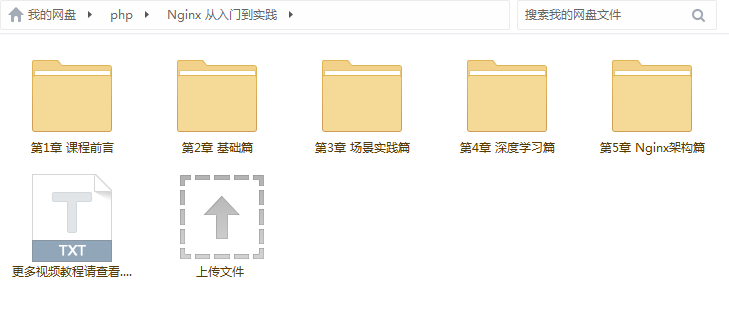 我的网盘 php Nginx 从入门到实践 搜索我的网盘文件
第1章 课程前言 第2章 基础篇 第3章 场景实践篇 第4章 深度学习篇 第5章 Nginx架构篇
T
TXT
更多视频教程请查看.... 上传文件